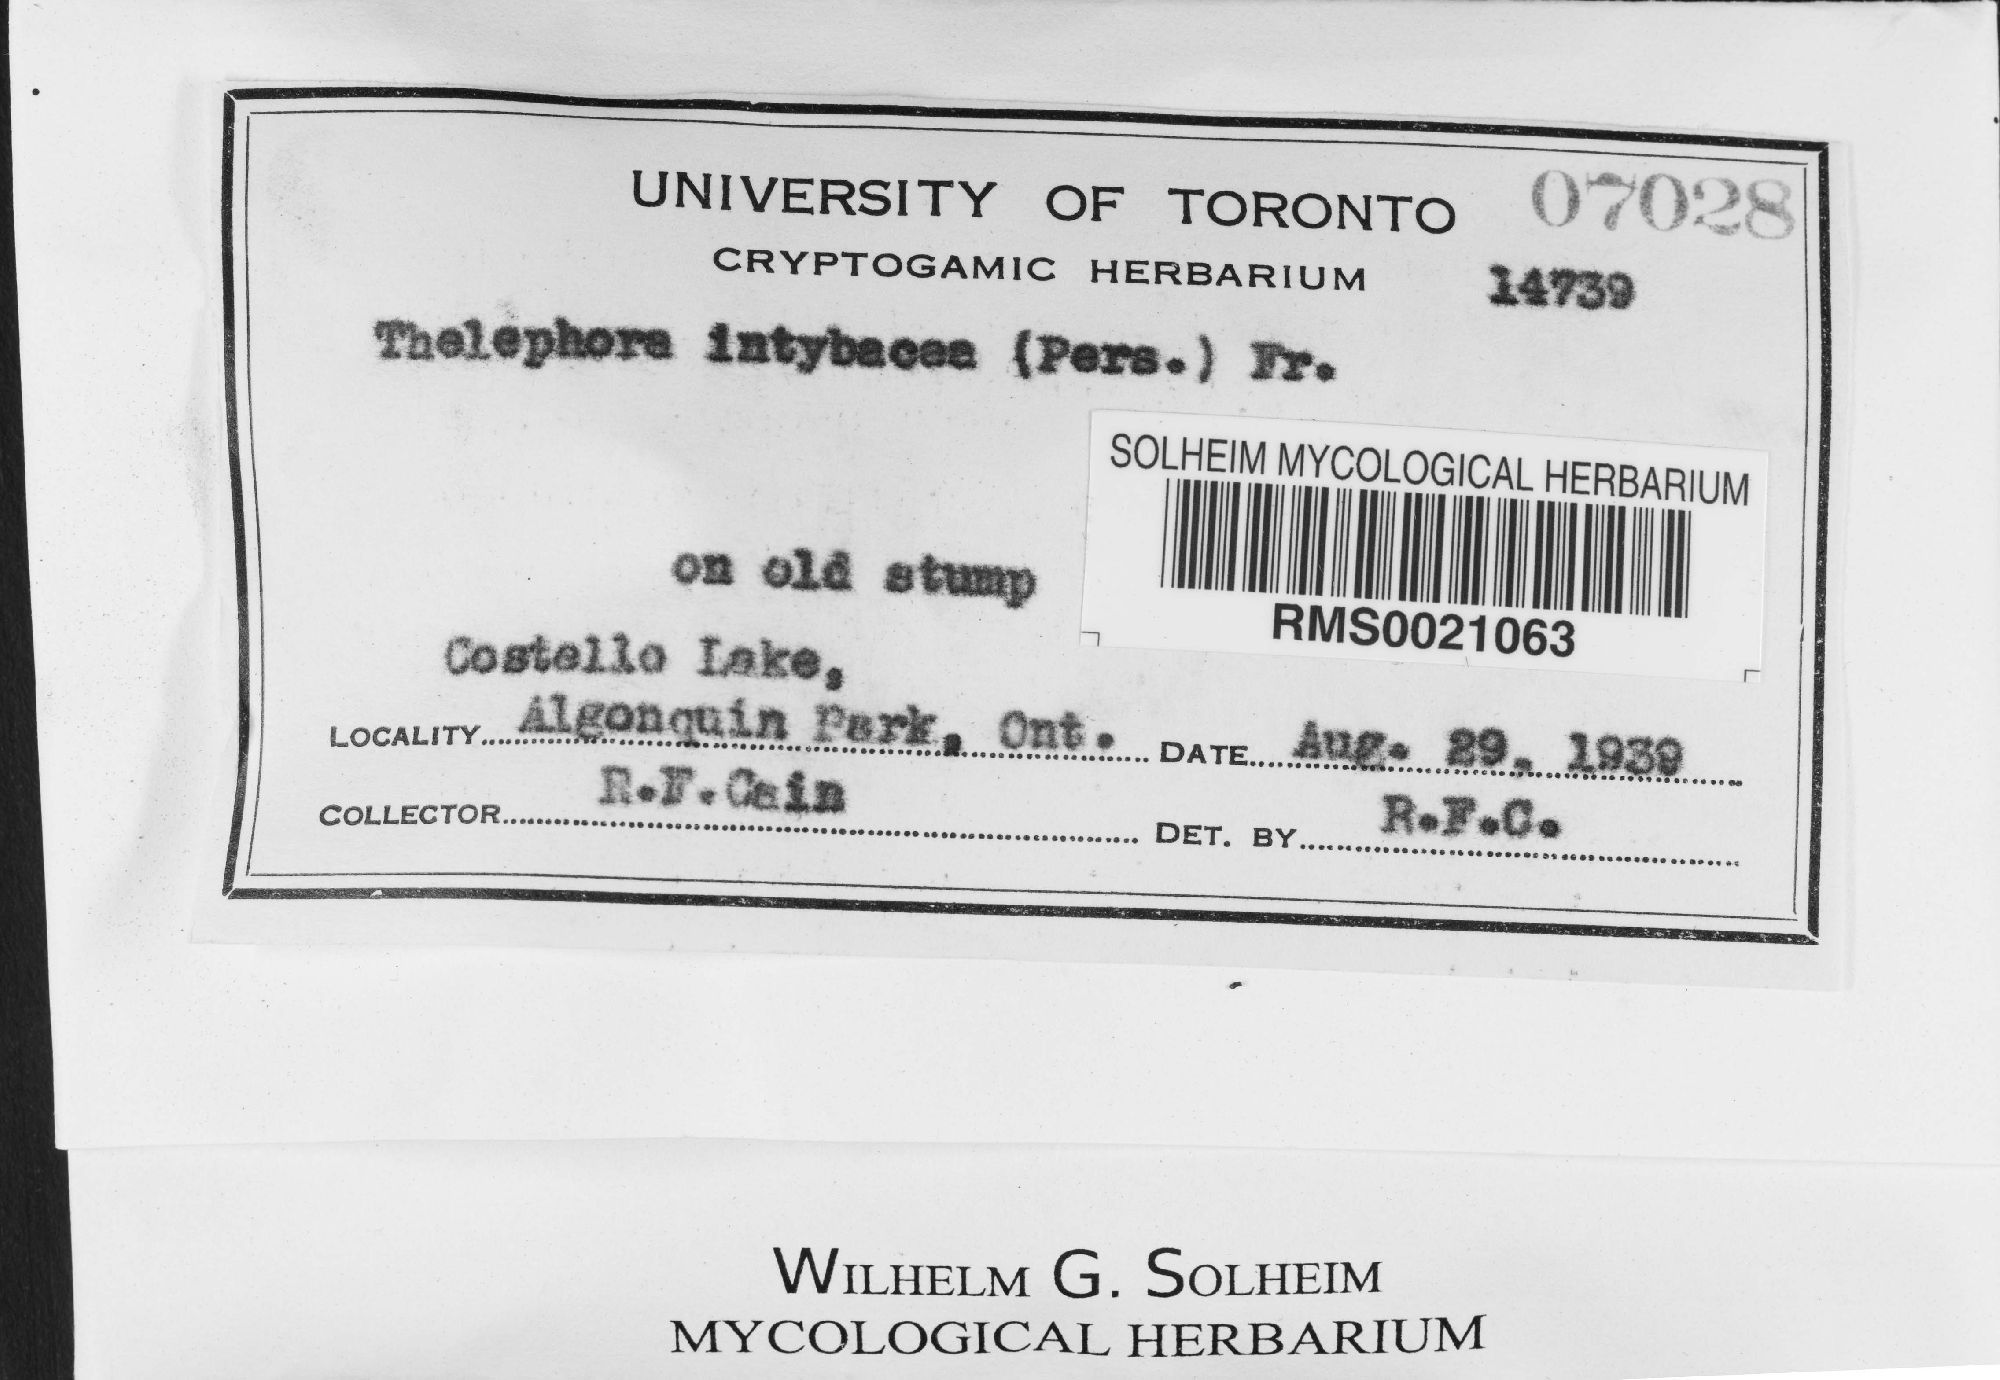 UNIVERSITY OF TORONTO 07028
CRYPTOGAMIC HERBARIUM 14739
Thelephora intybacea (Pers.) Fr.
SOLHEIM MYCOLOGICAL HERBARIUM
RMS0021063
on old stump
Costello Lake,
LOCALITY Algonquin Park, Ont. DATE Aug. 29, 1939
COLLECTOR R.F.Cain DET. BY R.F.C.
WILHELM G. SOLHEIM
MYCOLOGICAL HERBARIUM